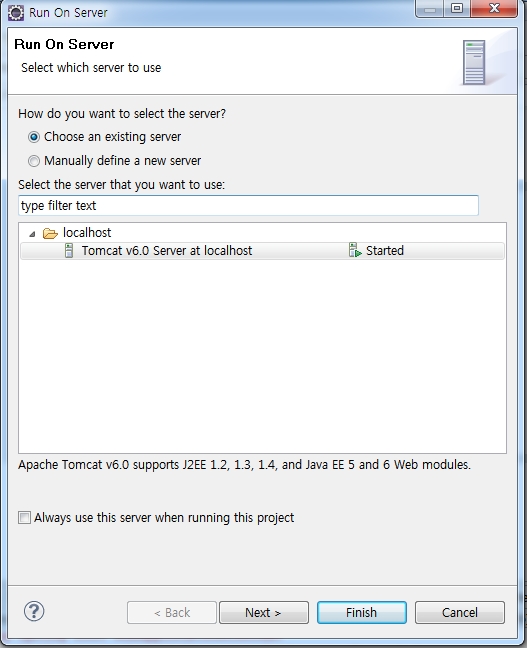 Run On Server
Run On Server
Select which server to use
How do you want to select the server?
Choose an existing server
Manually define a new server
Select the server that you want to use:
type filter text
localhost
Tomcat v6.0 Server at localhost Started
Apache Tomcat v6.0 supports J2EE 1.2, 1.3, 1.4, and Java EE 5 and 6 Web modules.
Always use this server when running this project
? < Back Next > Finish Cancel